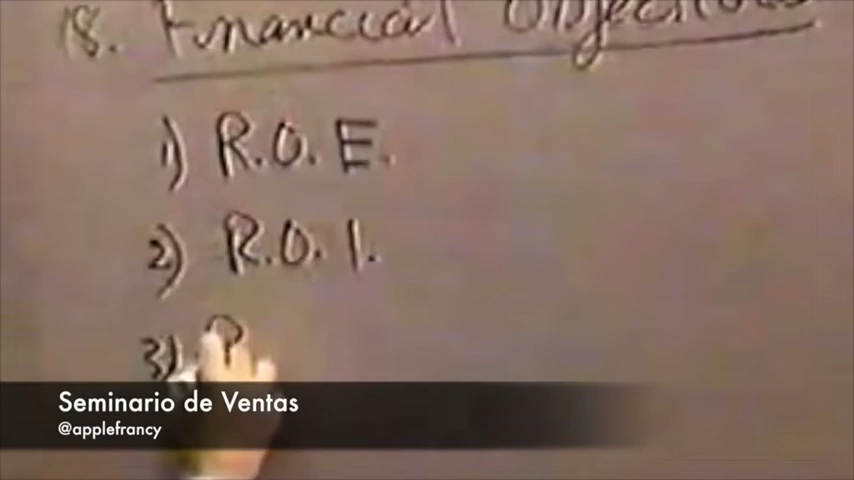 18. Financial Objectives
1) R.O.E.
2) R.O.I.
3) R
Seminario de Ventas
@applefrancy